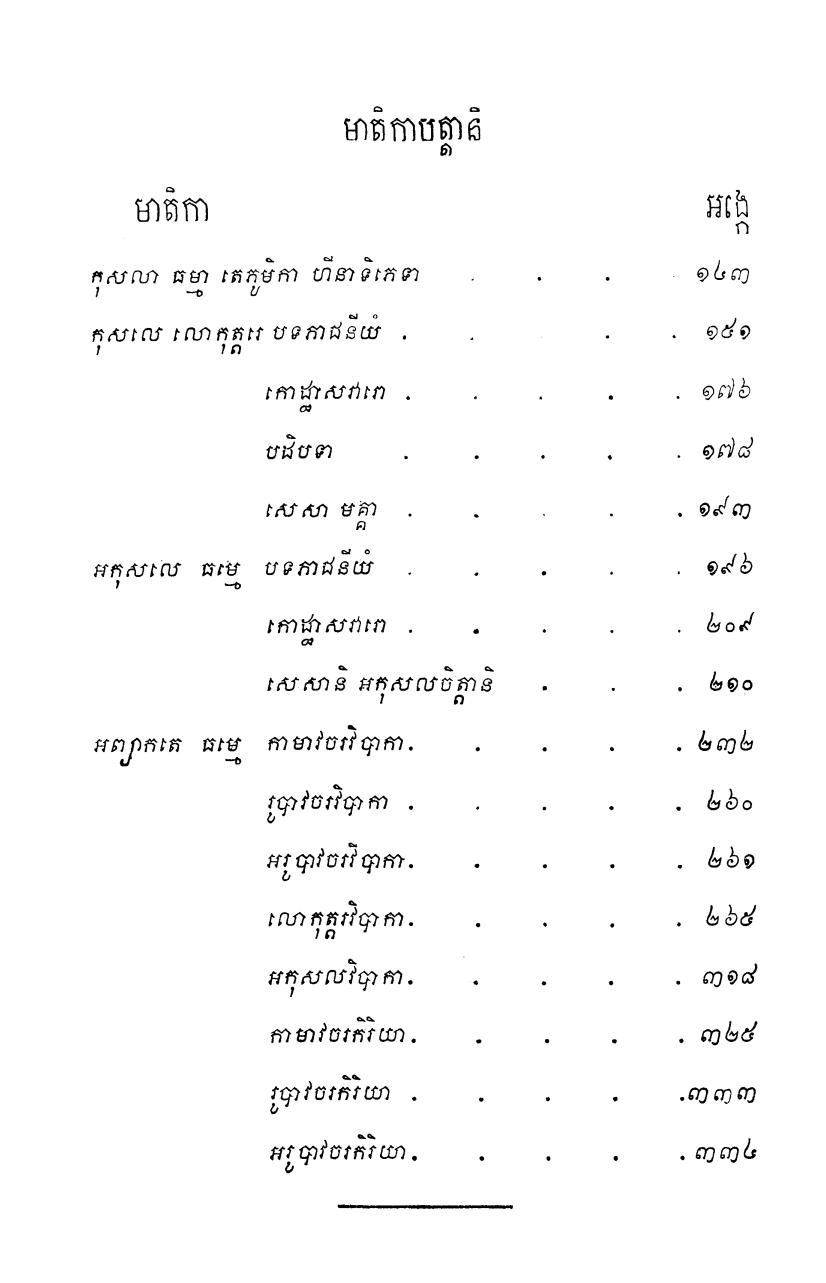 មាតិកាបត្តានិ
មាតិកា អង្កេ
កុសលា ធម្មា តេភូមិកា ហីនាទិភេទា . . . . ១៤៣
កុសលេ លោកុត្តរេ បទភាជនីយំ . . . . ១៥១
កោដ្ឋាសវារោ . . . . . ១៧៦
បដិបទា . . . . . ១៧៨
សេសា មគ្គា . . . . . ១៩៣
អកុសលេ ធម្មេ បទភាជនីយំ . . . . . ១៩៦
កោដ្ឋាសវារោ . . . . . ២០៩
សេសានិ អកុសលចិត្តានិ . . . ២១០
អព្យាកតេ ធម្មេ កាមាវចរវិបាកា. . . . . ២៣២
រូបាវចរវិបាកា . . . . . ២៦០
អរូបាវចរវិបាកា. . . . . ២៦១
លោកុត្តរវិបាកា. . . . . ២៦៥
អកុសលវិបាកា. . . . . ៣១៨
កាមាវចរកិរិយា. . . . . ៣២៥
រូបាវចរកិរិយា . . . . .៣៣៣
អរូបាវចរកិរិយា. . . . . ៣៣៤